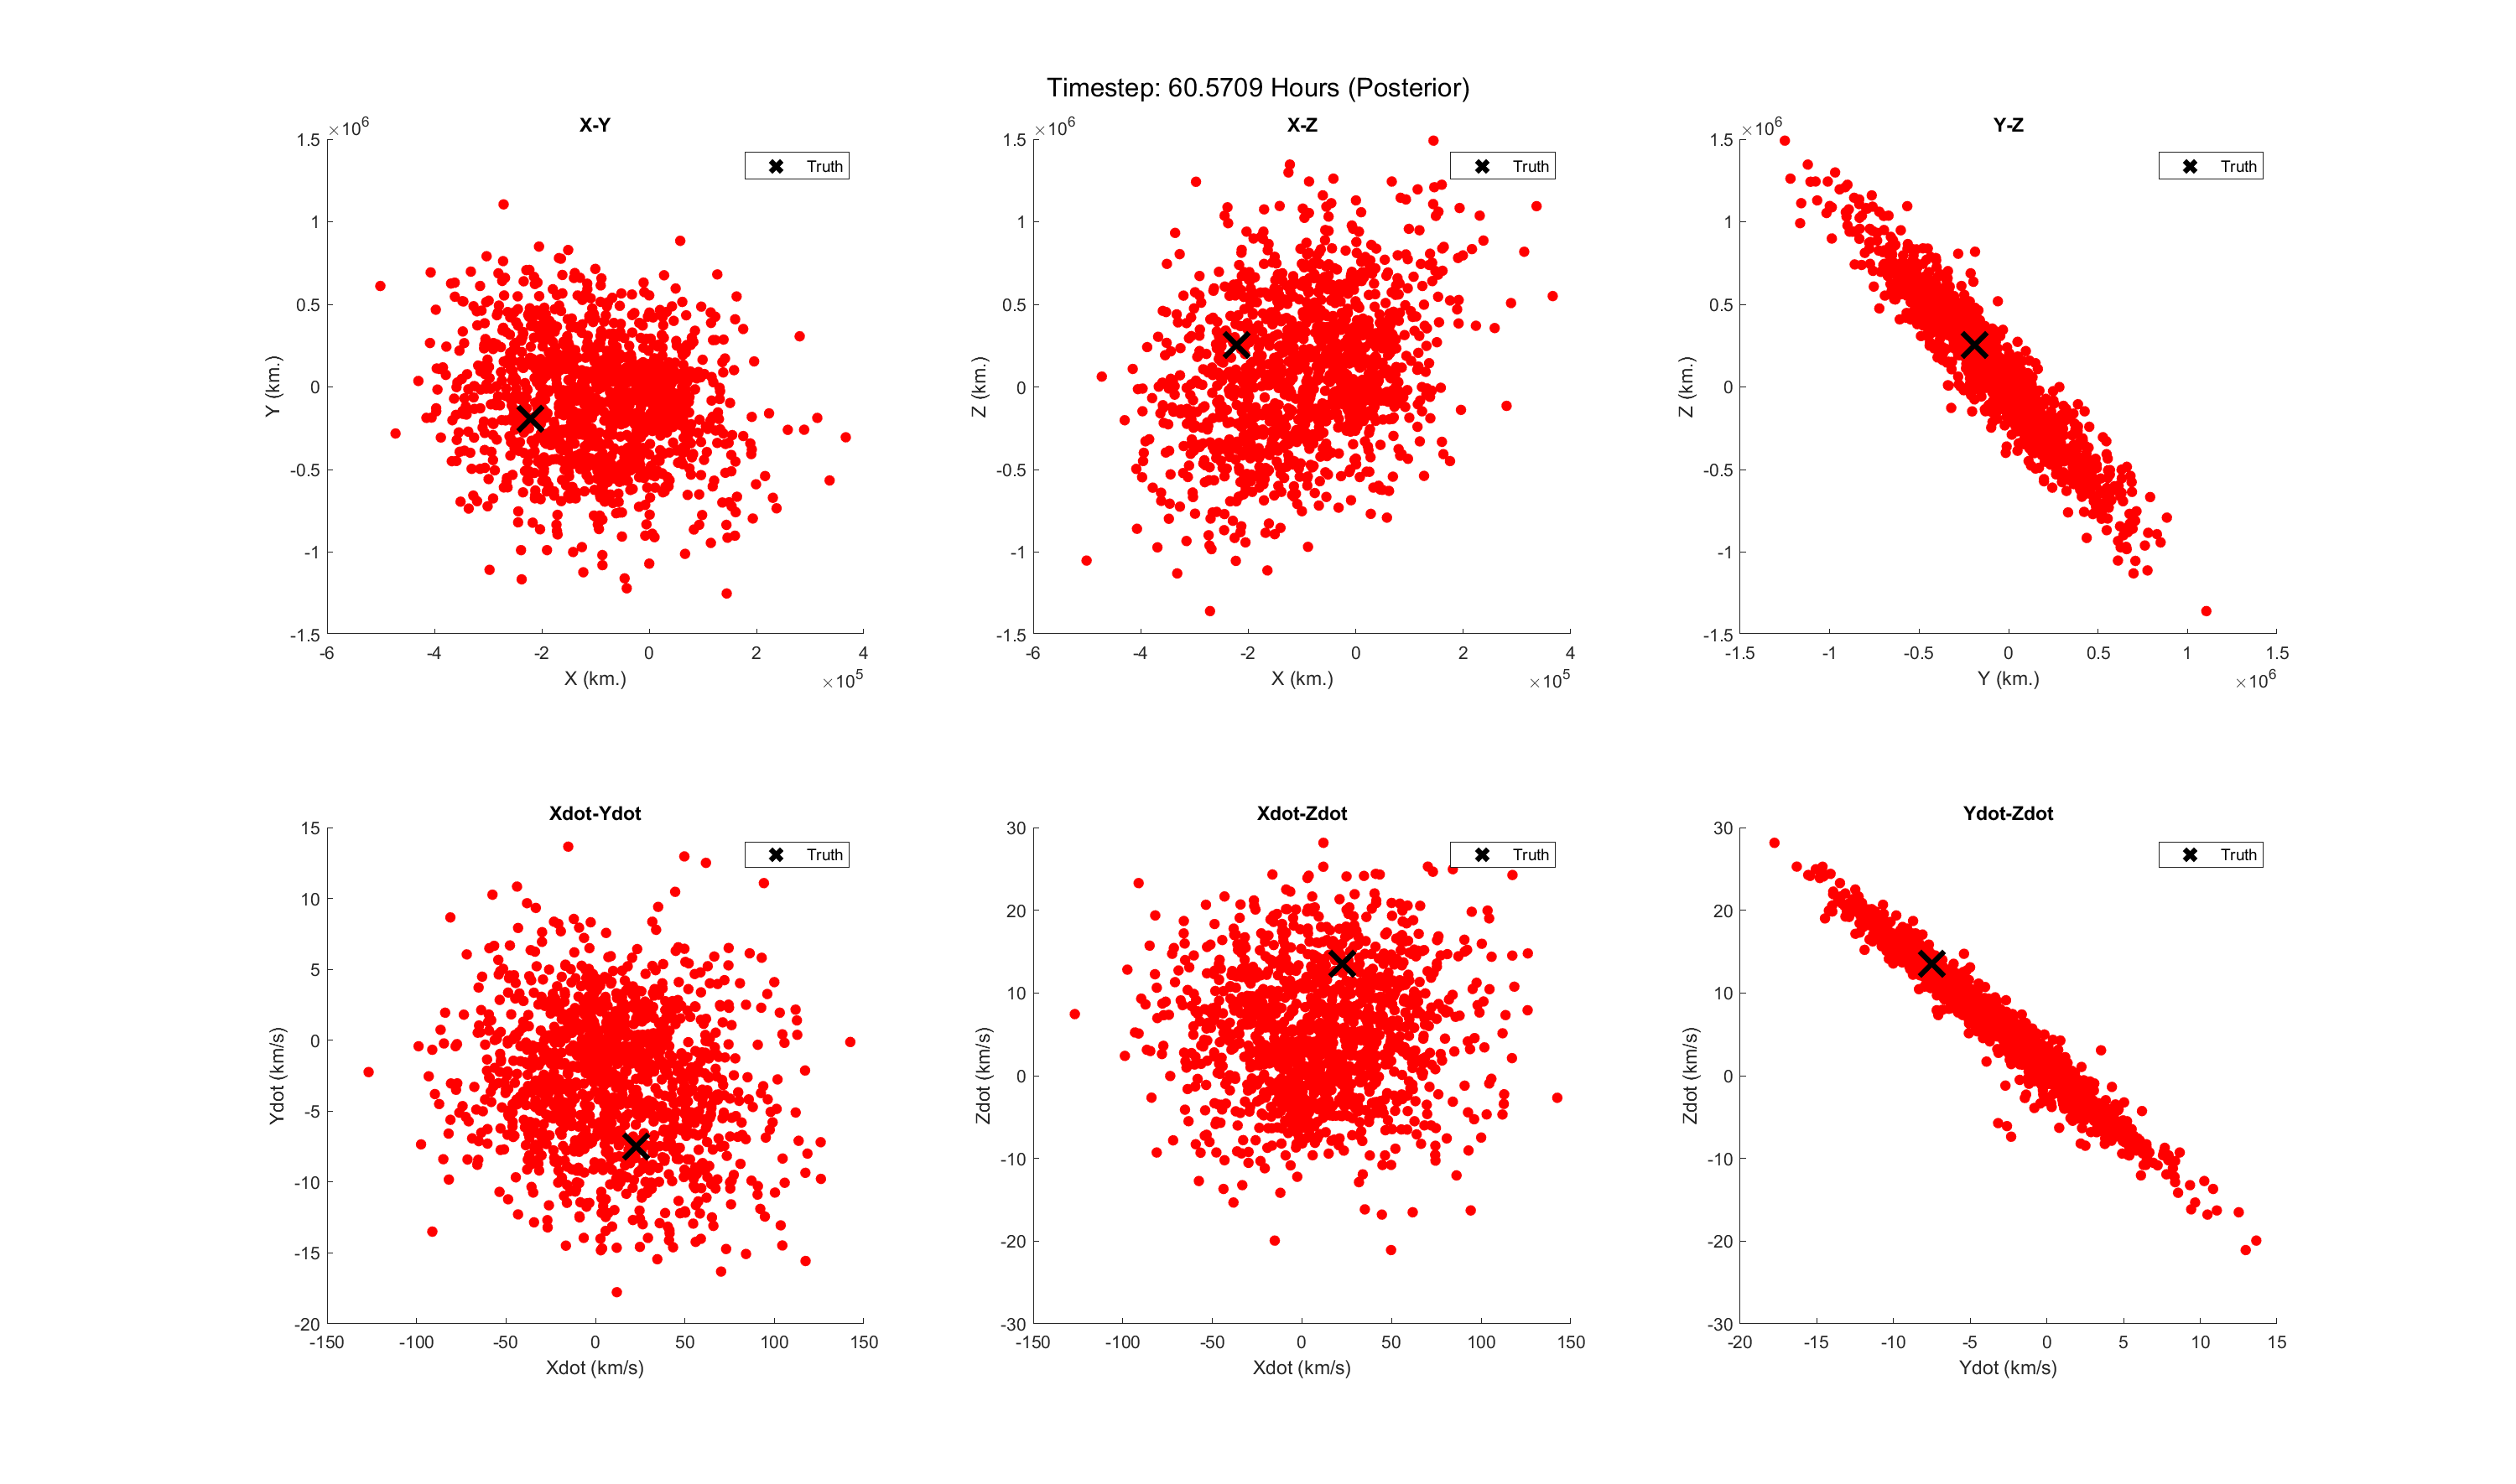 Timestep: 60.5709 Hours (Posterior)
X-Y
×10^6
Truth
1.5
1
0.5
0
-0.5
-1
-1.5
Y (km.)
-6 -4 -2 0 2 4
X (km.)
×10^5
X-Z
×10^6
Truth
1.5
1
0.5
0
-0.5
-1
-1.5
Z (km.)
-6 -4 -2 0 2 4
X (km.)
×10^5
Y-Z
×10^6
Truth
1.5
1
0.5
0
-0.5
-1
-1.5
Z (km.)
-1.5 -1 -0.5 0 0.5 1 1.5
Y (km.)
×10^6
Xdot-Ydot
Truth
15
10
5
0
-5
-10
-15
-20
Ydot (km/s)
-150 -100 -50 0 50 100 150
Xdot (km/s)
Xdot-Zdot
Truth
30
20
10
0
-10
-20
-30
Zdot (km/s)
-150 -100 -50 0 50 100 150
Xdot (km/s)
Ydot-Zdot
Truth
30
20
10
0
-10
-20
-30
Zdot (km/s)
-20 -15 -10 -5 0 5 10 15
Ydot (km/s)